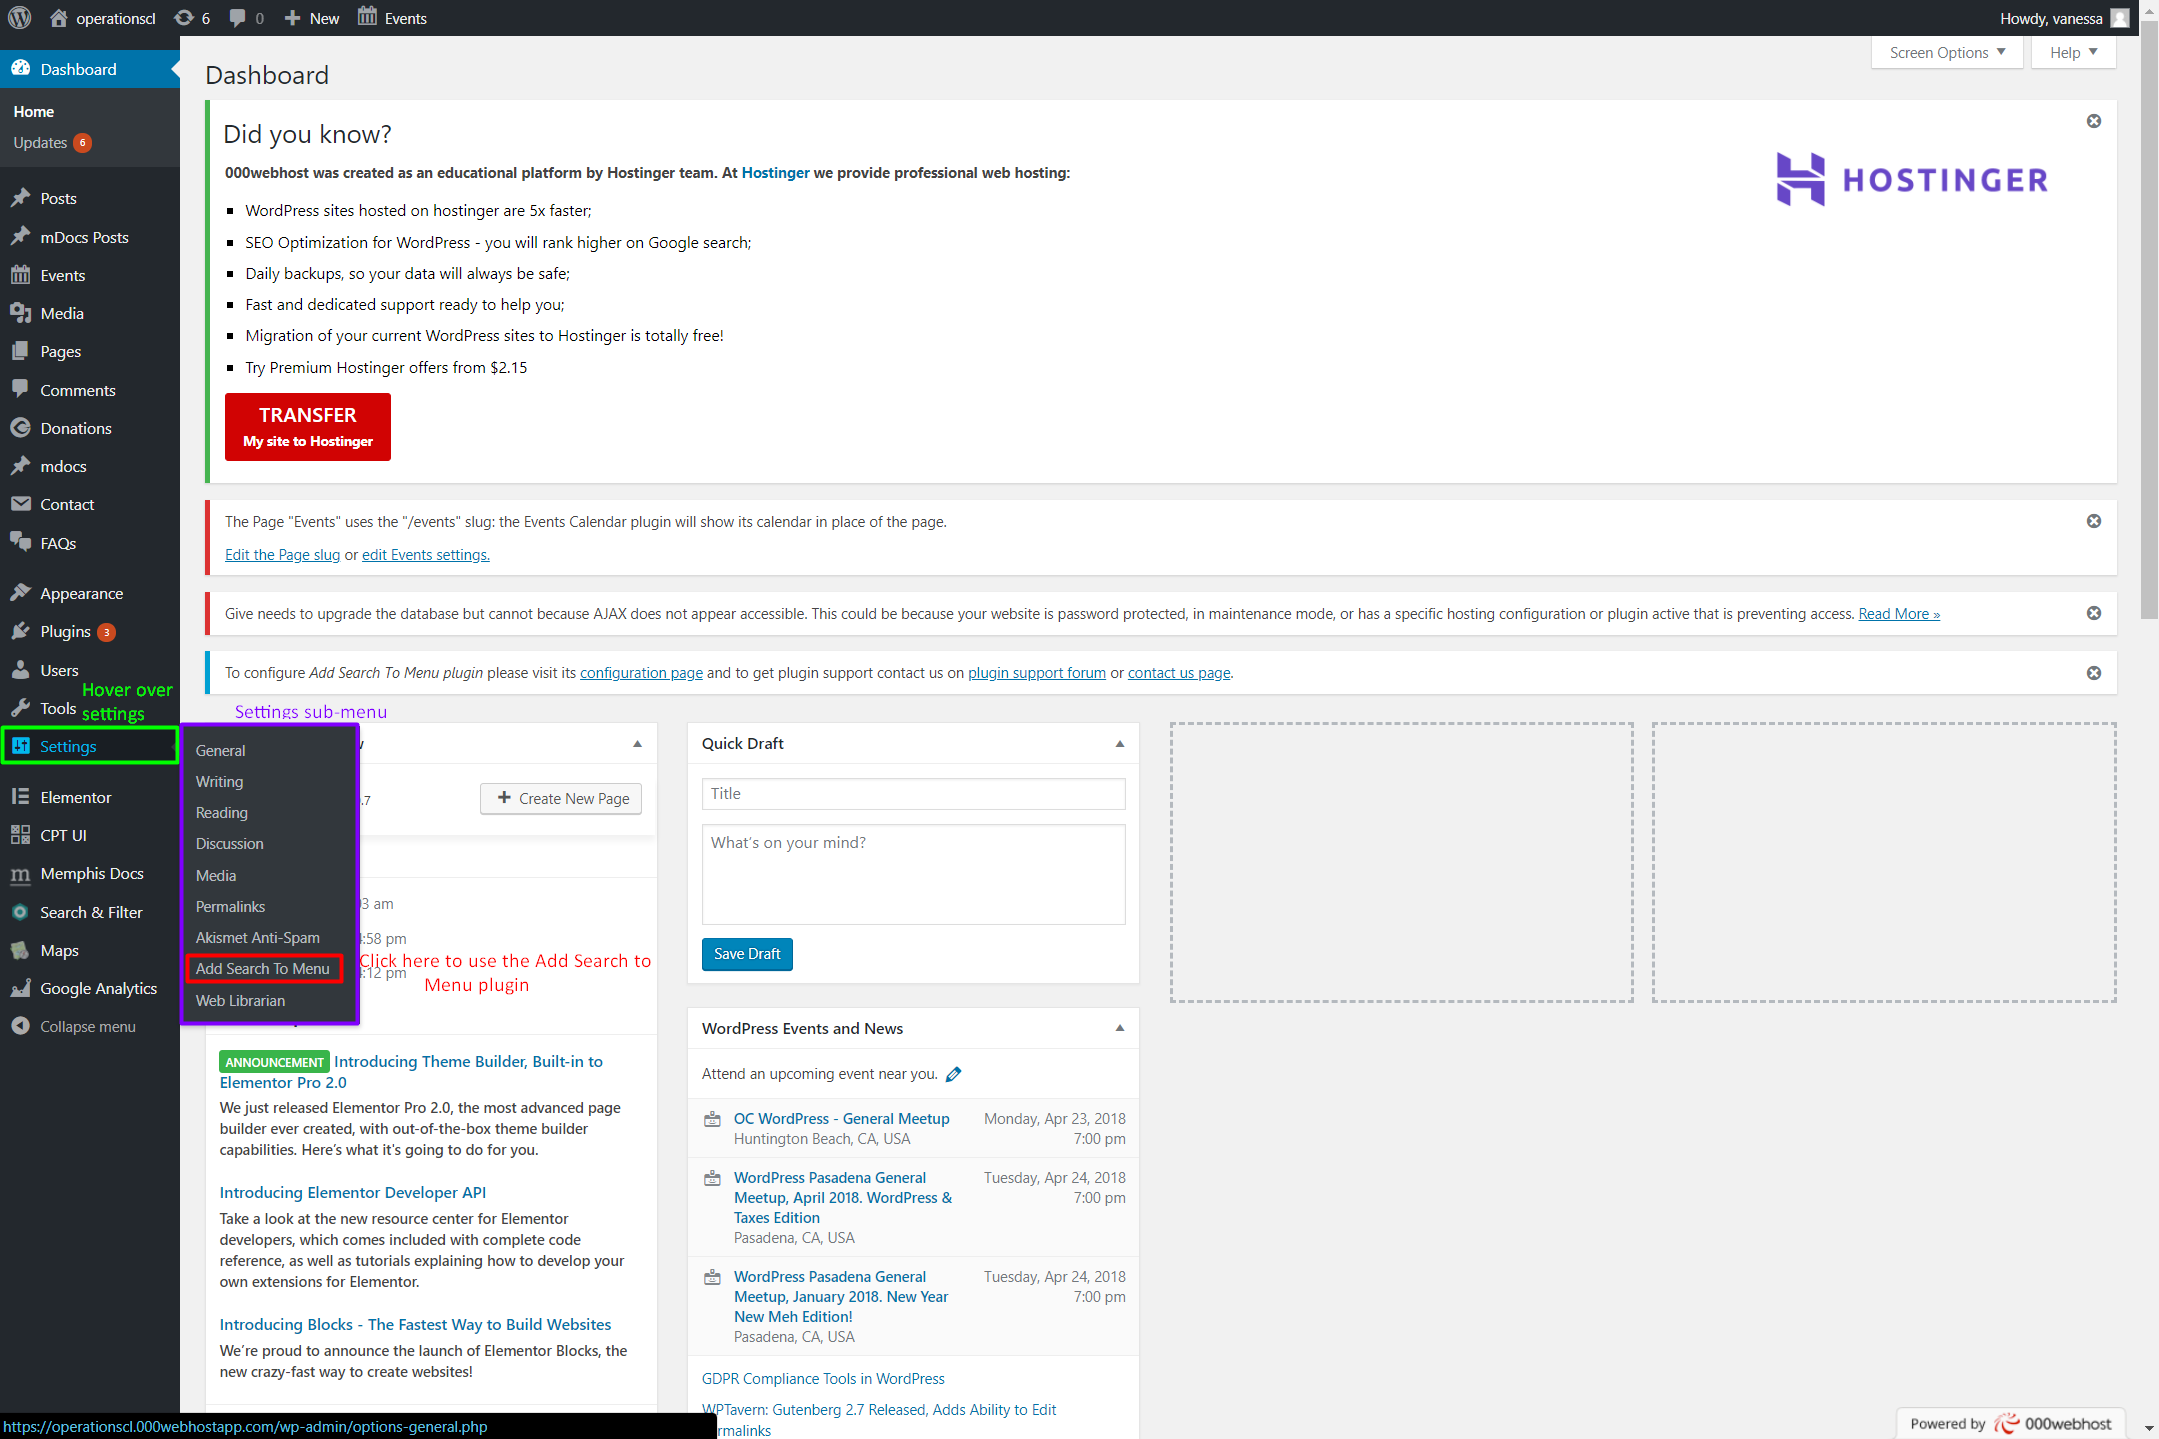 operationscl
6
0
New
Events
Howdy, vanessa
Dashboard
Home
Updates 6
Posts
mDocs Posts
Events
Media
Pages
Comments
Donations
mdocs
Contact
FAQs
Appearance
Plugins 3
Users
Tools
Hover over
settings
Settings
Elementor
CPT UI
m Memphis Docs
Search & Filter
Maps
Google Analytics
Collapse menu
Screen Options
Help
Dashboard
Did you know?
000webhost was created as an educational platform by Hostinger team. At Hostinger we provide professional web hosting:
WordPress sites hosted on hostinger are 5x faster;
SEO Optimization for WordPress - you will rank higher on Google search;
Daily backups, so your data will always be safe;
Fast and dedicated support ready to help you;
Migration of your current WordPress sites to Hostinger is totally free!
Try Premium Hostinger offers from $2.15
TRANSFER
My site to Hostinger
HOSTINGER
The Page "Events" uses the "/events" slug: the Events Calendar plugin will show its calendar in place of the page.
Edit the Page slug or edit Events settings.
Give needs to upgrade the database but cannot because AJAX does not appear accessible. This could be because your website is password protected, in maintenance mode, or has a specific hosting configuration or plugin active that is preventing access. Read More »
To configure Add Search To Menu plugin please visit its configuration page and to get plugin support contact us on plugin support forum or contact us page.
Settings sub-menu
General
Writing
Reading
Discussion
Media
Permalinks
Akismet Anti-Spam
Add Search To Menu
Web Librarian
.7
Create New Page
3 am
:58 pm
:12 pm
Click here to use the Add Search to
Menu plugin
ANNOUNCEMENT Introducing Theme Builder, Built-in to
Elementor Pro 2.0
We just released Elementor Pro 2.0, the most advanced page
builder ever created, with out-of-the-box theme builder
capabilities. Here's what it's going to do for you.
Introducing Elementor Developer API
Take a look at the new resource center for Elementor
developers, which comes included with complete code
reference, as well as tutorials explaining how to develop your
own extensions for Elementor.
Introducing Blocks - The Fastest Way to Build Websites
We're proud to announce the launch of Elementor Blocks, the
new crazy-fast way to create websites!
Quick Draft
Title
What's on your mind?
Save Draft
WordPress Events and News
Attend an upcoming event near you.
OC WordPress - General Meetup
Huntington Beach, CA, USA
Monday, Apr 23, 2018
7:00 pm
WordPress Pasadena General
Meetup, April 2018. WordPress &
Taxes Edition
Pasadena, CA, USA
Tuesday, Apr 24, 2018
7:00 pm
WordPress Pasadena General
Meetup, January 2018. New Year
New Meh Edition!
Pasadena, CA, USA
Tuesday, Apr 24, 2018
7:00 pm
GDPR Compliance Tools in WordPress
WPTavern: Gutenberg 2.7 Released, Adds Ability to Edit
rmalinks
https://operationscl.000webhostapp.com/wp-admin/options-general.php
Powered by 000webhost